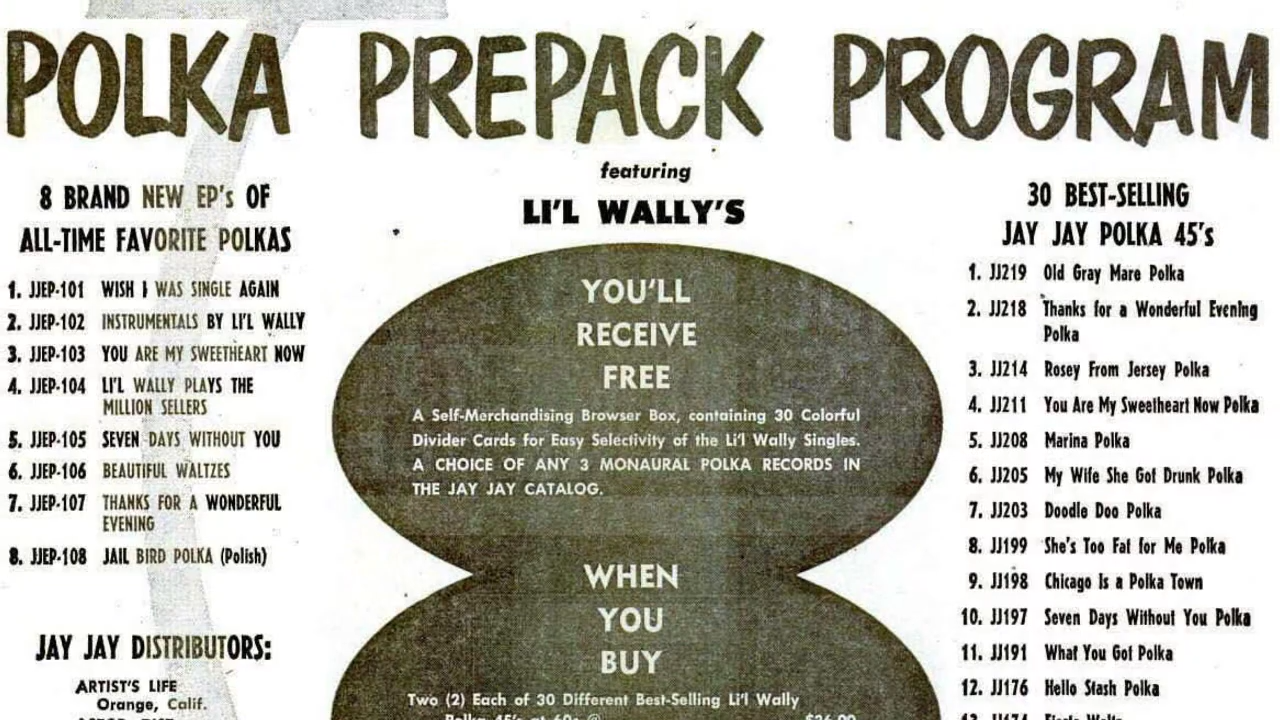 POLKA PREPACK PROGRAM
featuring
LI'L WALLY'S
8 BRAND NEW EP's OF
ALL-TIME FAVORITE POLKAS
1. JJEP-101 WISH I WAS SINGLE AGAIN
2. JJEP-102 INSTRUMENTALS BY LI'L WALLY
3. JJEP-103 YOU ARE MY SWEETHEART NOW
4. JJEP-104 LI'L WALLY PLAYS THE
MILLION SELLERS
5. JJEP-105 SEVEN DAYS WITHOUT YOU
6. JJEP-106 BEAUTIFUL WALTZES
7. JJEP-107 THANKS FOR A WONDERFUL
EVENING
8. JJEP-108 JAIL BIRD POLKA (Polish)
JAY JAY DISTRIBUTORS:
ARTIST'S LIFE
Orange, Calif.
YOU'LL
RECEIVE
FREE
A Self-Merchandising Browser Box, containing 30 Colorful
Divider Cards for Easy Selectivity of the Li'l Wally Singles.
A CHOICE OF ANY 3 MONAURAL POLKA RECORDS IN
THE JAY JAY CATALOG.
WHEN
YOU
BUY
Two (2) Each of 30 Different Best-Selling Li'l Wally
Polka 45's at 60c @
30 BEST-SELLING
JAY JAY POLKA 45's
1. JJ219 Old Gray Mare Polka
2. JJ218 Thanks for a Wonderful Evening
Polka
3. JJ214 Rosey From Jersey Polka
4. JJ211 You Are My Sweetheart Now Polka
5. JJ208 Marina Polka
6. JJ205 My Wife She Got Drunk Polka
7. JJ203 Doodle Doo Polka
8. JJ199 She's Too Fat for Me Polka
9. JJ198 Chicago Is a Polka Town
10. JJ197 Seven Days Without You Polka
11. JJ191 What You Got Polka
12. JJ176 Hello Stash Polka